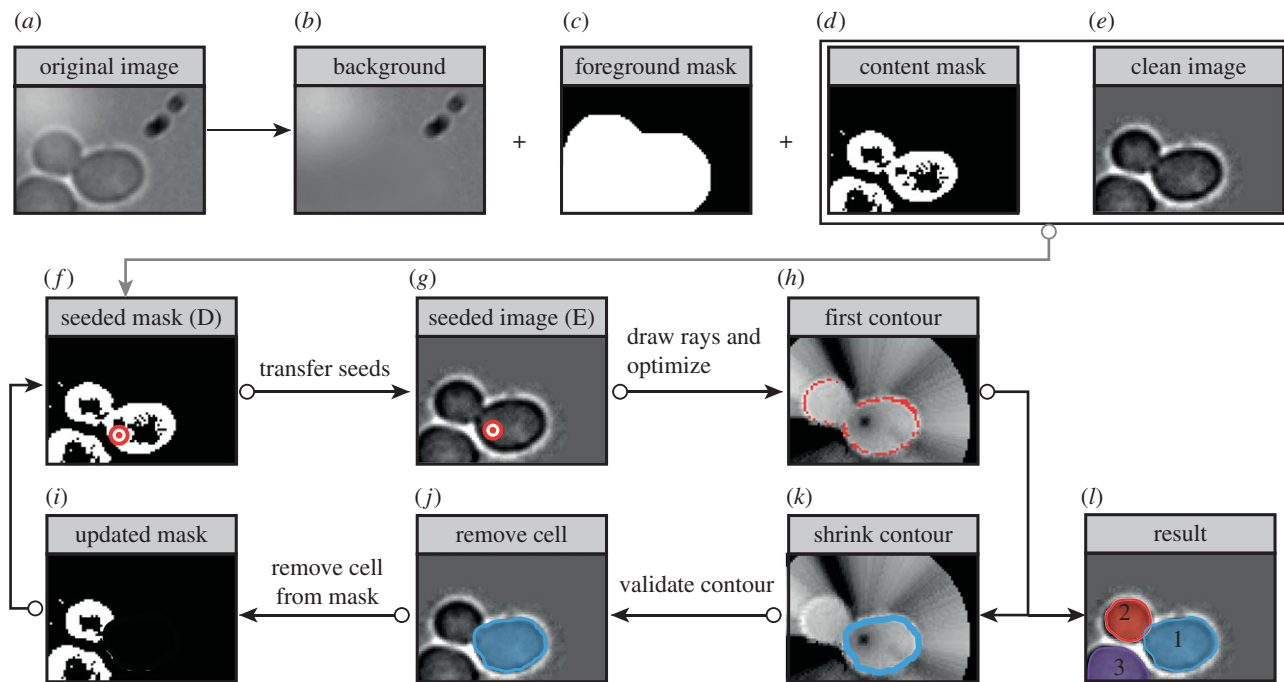 (a)
(b)
(c)
(d)
(e)
original image
background
foreground mask
content mask
clean image
+
+
(f)
(g)
(h)
seeded mask (D)
seeded image (E)
first contour
transfer seeds
draw rays and
optimize
(i)
(j)
(k)
(l)
updated mask
remove cell
shrink contour
result
remove cell
from mask
validate contour
2
1
3